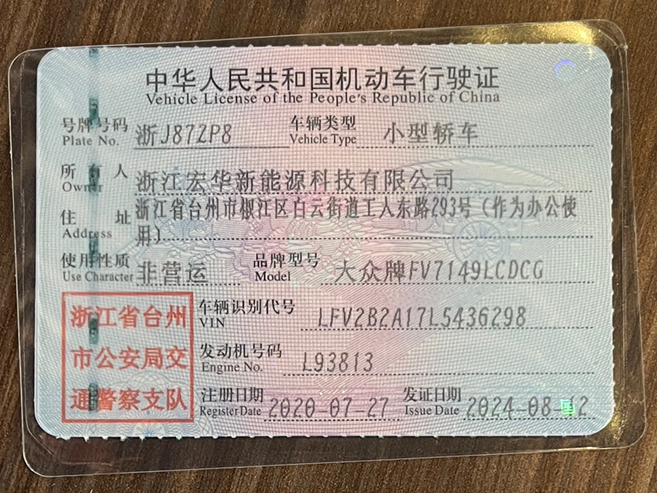 中华人民共和国机动车行驶证
Vehicle License of the People's Republic of China
号牌号码 浙J87ZP8 车辆类型 小型轿车
Plate No. Vehicle Type
所有人 浙江宏华新能源科技有限公司
Owner
住址 浙江省台州市椒江区白云街道工人东路293号（作为办公使
Address 用）
使用性质 非营运 品牌型号 大众牌FV7149LCDCG
Use Character Model
浙江省台州 车辆识别代号 LFV2B2A17L5436298
VIN
市公安局交 发动机号码 L93813
Engine No.
通警察支队 注册日期 2020-07-27 发证日期 2024-08-12
Register Date Issue Date